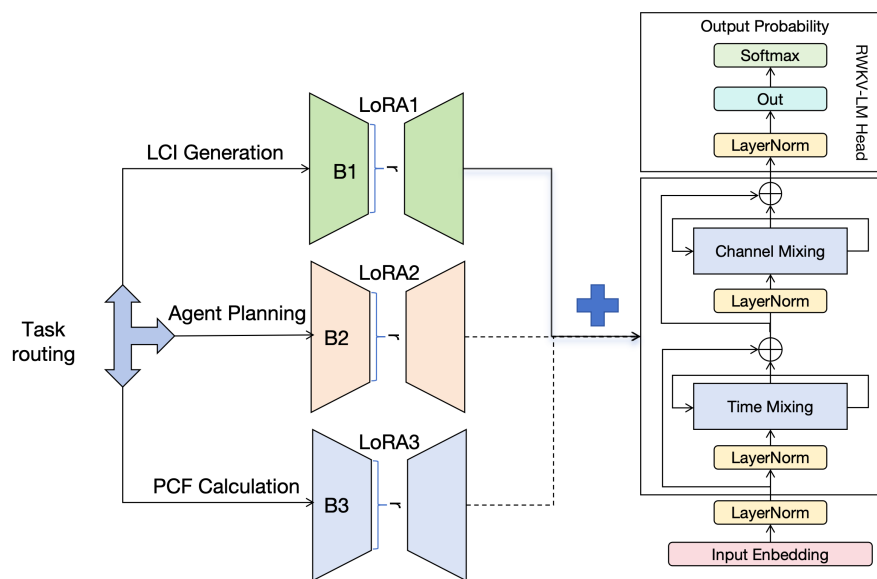 Task
routing
LCI Generation
Agent Planning
PCF Calculation
LoRA1
B1
r
LoRA2
B2
r
LoRA3
B3
r
Output Probability
Softmax
Out
LayerNorm
RWKV-LM Head
Channel Mixing
LayerNorm
Time Mixing
LayerNorm
LayerNorm
Input Embedding